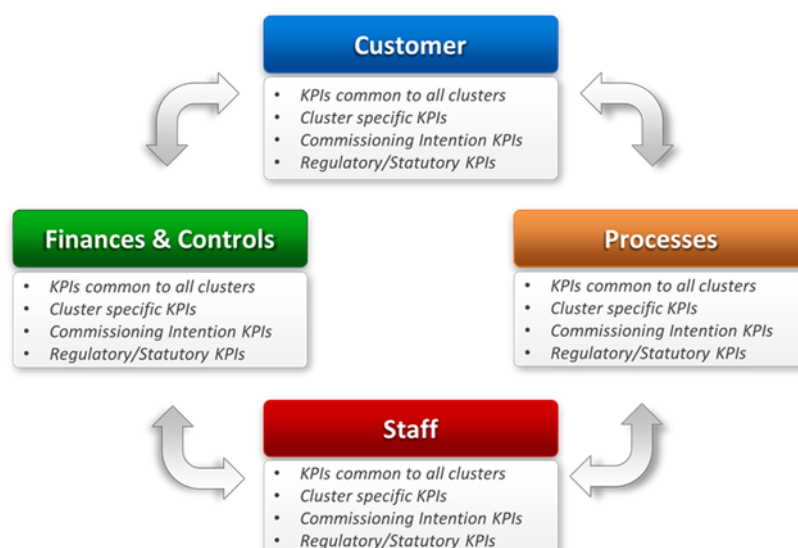 Customer
• KPIs common to all clusters
• Cluster specific KPIs
• Commissioning Intention KPIs
• Regulatory/Statutory KPIs
Finances & Controls
• KPIs common to all clusters
• Cluster specific KPIs
• Commissioning Intention KPIs
• Regulatory/Statutory KPIs
Processes
• KPIs common to all clusters
• Cluster specific KPIs
• Commissioning Intention KPIs
• Regulatory/Statutory KPIs
Staff
• KPIs common to all clusters
• Cluster specific KPIs
• Commissioning Intention KPIs
• Regulatory/Statutory KPIs